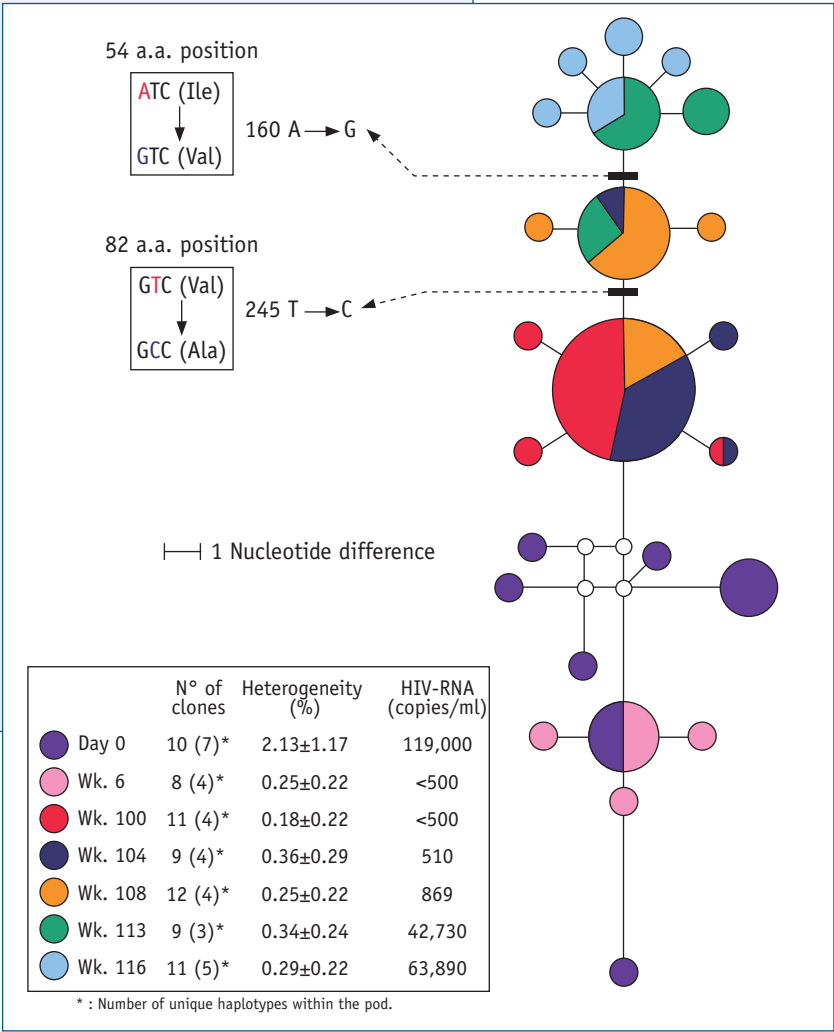 54 a.a. position
ATC (Ile)
GTC (Val)
160 A → G
82 a.a. position
GTC (Val)
GCC (Ala)
245 T → C
1 Nucleotide difference
N° of clones Heterogeneity (%) HIV-RNA (copies/ml)
Day 0 10 (7)* 2.13±1.17 119,000
Wk. 6 8 (4)* 0.25±0.22 <500
Wk. 100 11 (4)* 0.18±0.22 <500
Wk. 104 9 (4)* 0.36±0.29 510
Wk. 108 12 (4)* 0.25±0.22 869
Wk. 113 9 (3)* 0.34±0.24 42,730
Wk. 116 11 (5)* 0.29±0.22 63,890
* : Number of unique haplotypes within the pod.